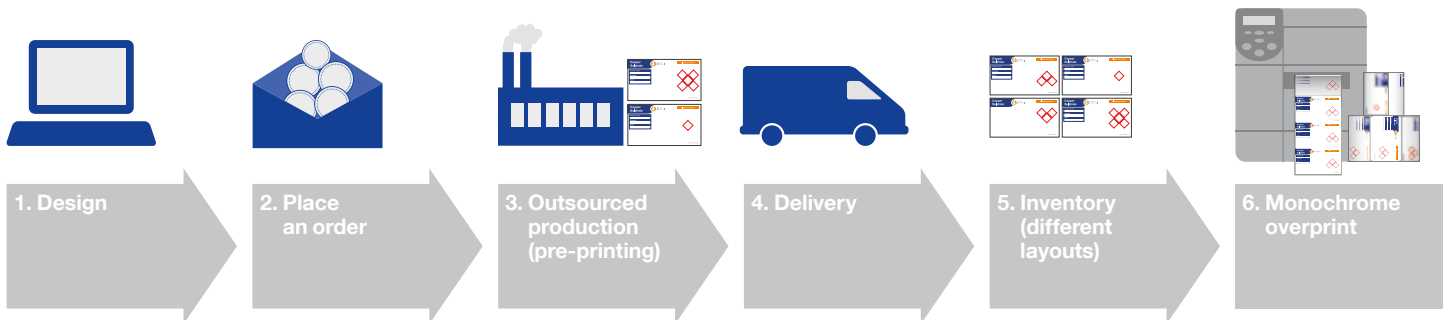 1. Design
2. Place
an order
3. Outsourced
production
(pre-printing)
4. Delivery
5. Inventory
(different
layouts)
6. Monochrome
overprint